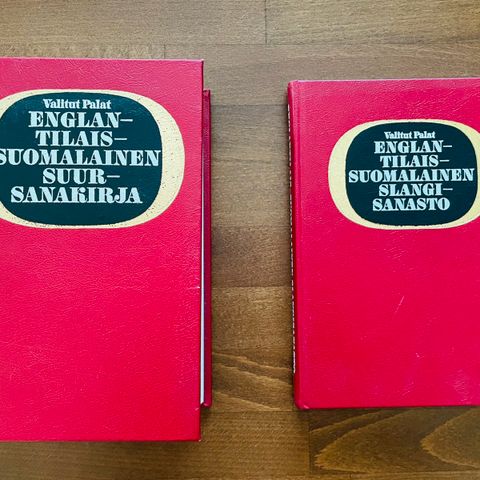 Valitut Palat
ENGLAN–
TILAIS–
SUOMALAINEN
SUUR–
SANAKIRJA
Valitut Palat
ENGLAN–
TILAIS–
SUOMALAINEN
SLANGI–
SANASTO